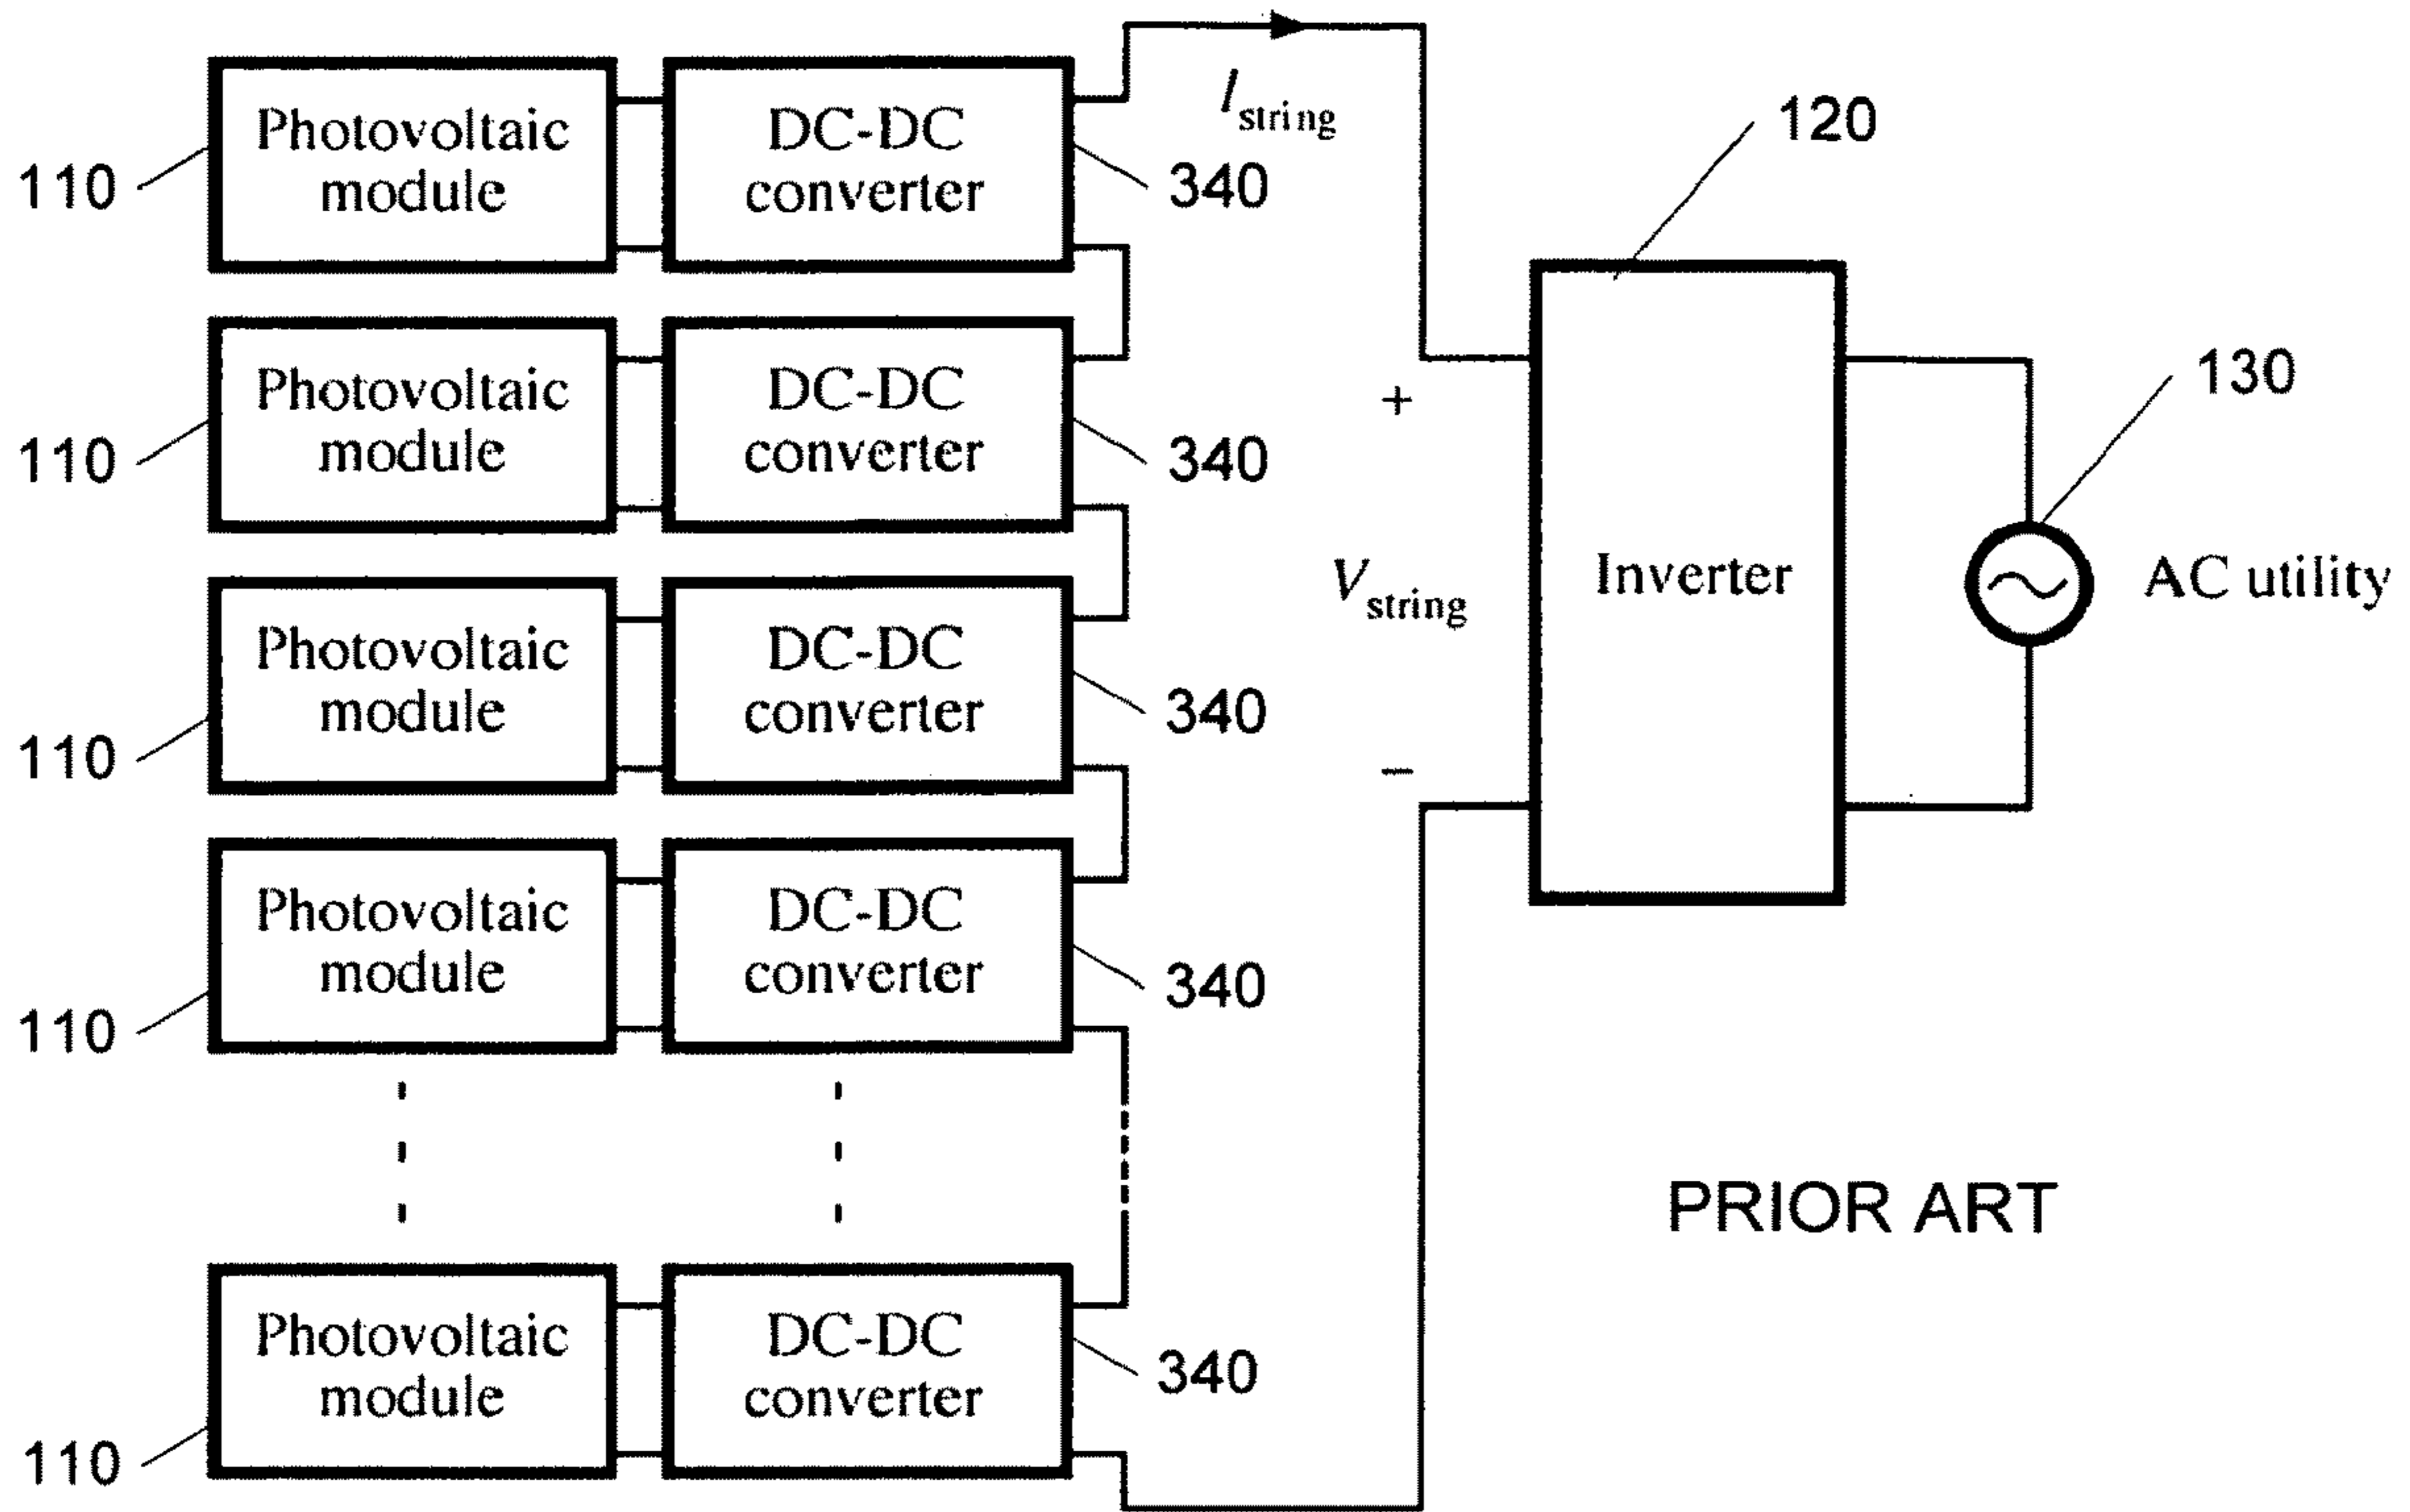 Photovoltaic
module
DC-DC
converter
110
340
I string
120
Photovoltaic
module
DC-DC
converter
110
340
+
130
Photovoltaic
module
DC-DC
converter
110
340
V string
Inverter
AC utility
−
Photovoltaic
module
DC-DC
converter
110
340
PRIOR ART
Photovoltaic
module
DC-DC
converter
110
340